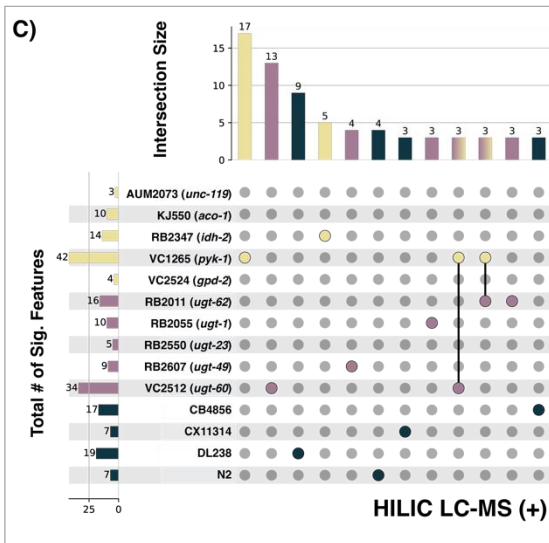 C)
Intersection Size
15
10
5
0
17
13
9
5
4
4
3
3
3
3
3
3
Total # of Sig. Features
3 AUM2073 (unc-119)
10 KJ550 (aco-1)
14 RB2347 (idh-2)
42 VC1265 (pyk-1)
4 VC2524 (gpd-2)
16 RB2011 (ugt-62)
10 RB2055 (ugt-1)
5 RB2550 (ugt-23)
9 RB2607 (ugt-49)
34 VC2512 (ugt-60)
17 CB4856
7 CX11314
19 DL238
7 N2
25 0
HILIC LC-MS (+)